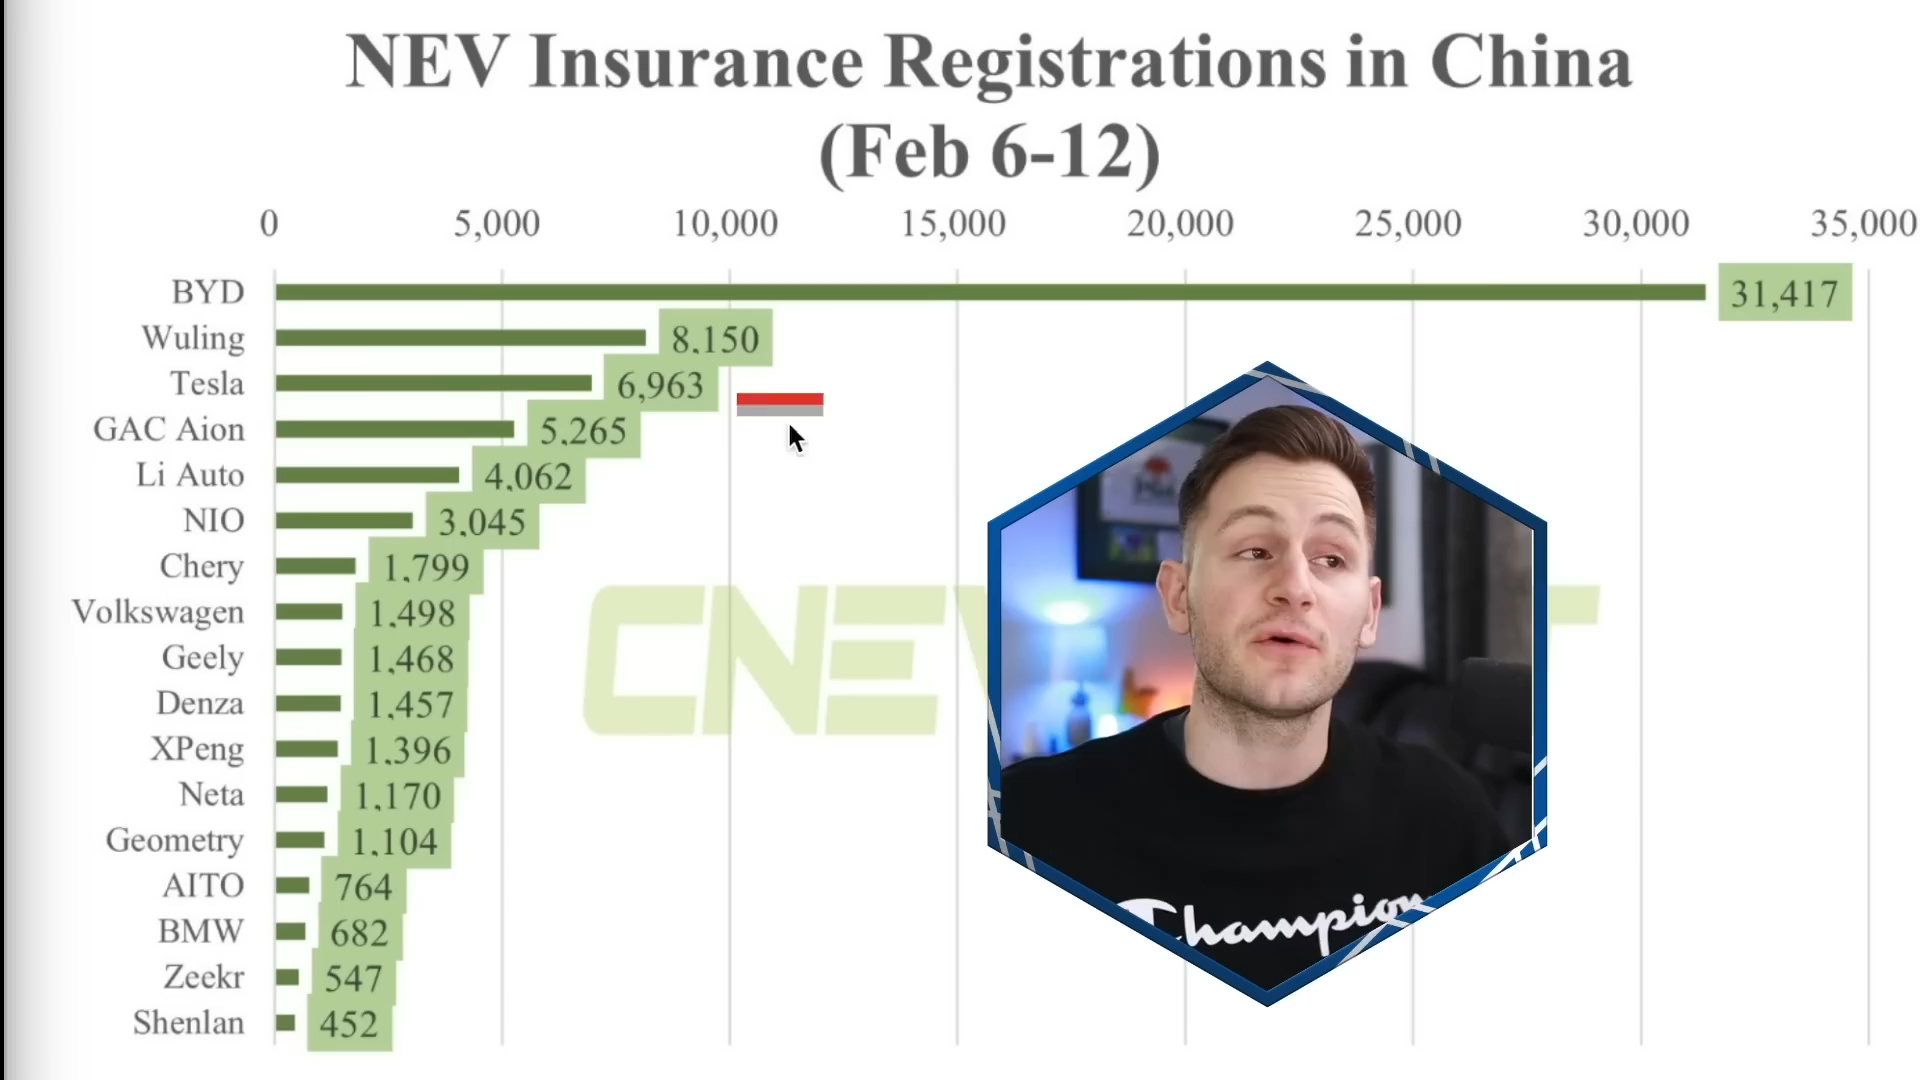 NEV Insurance Registrations in China
(Feb 6-12)
0 5,000 10,000 15,000 20,000 25,000 30,000 35,000
BYD 31,417
Wuling 8,150
Tesla 6,963
GAC Aion 5,265
Li Auto 4,062
NIO 3,045
Chery 1,799
Volkswagen 1,498
Geely 1,468
Denza 1,457
XPeng 1,396
Neta 1,170
Geometry 1,104
AITO 764
BMW 682
Zeekr 547
Shenlan 452
Champion